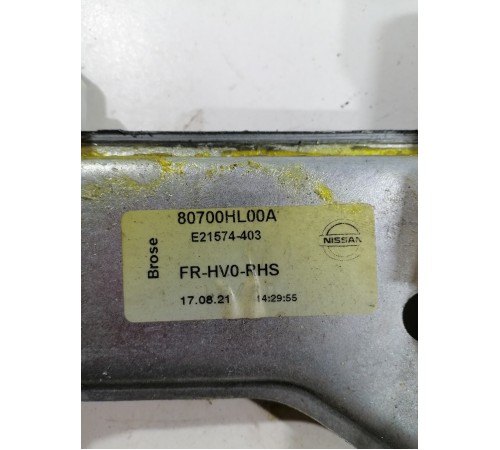 80700HL00A
E21574-403
Brose
NISSAN
FR-HV0-RHS
17.08.21 14:29:55